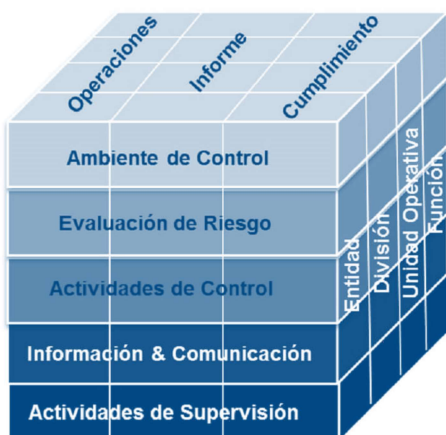 Operaciones
Informe
Cumplimiento
Ambiente de Control
Evaluación de Riesgo
Actividades de Control
Información & Comunicación
Actividades de Supervisión
Entidad
División
Unidad Operativa
Función